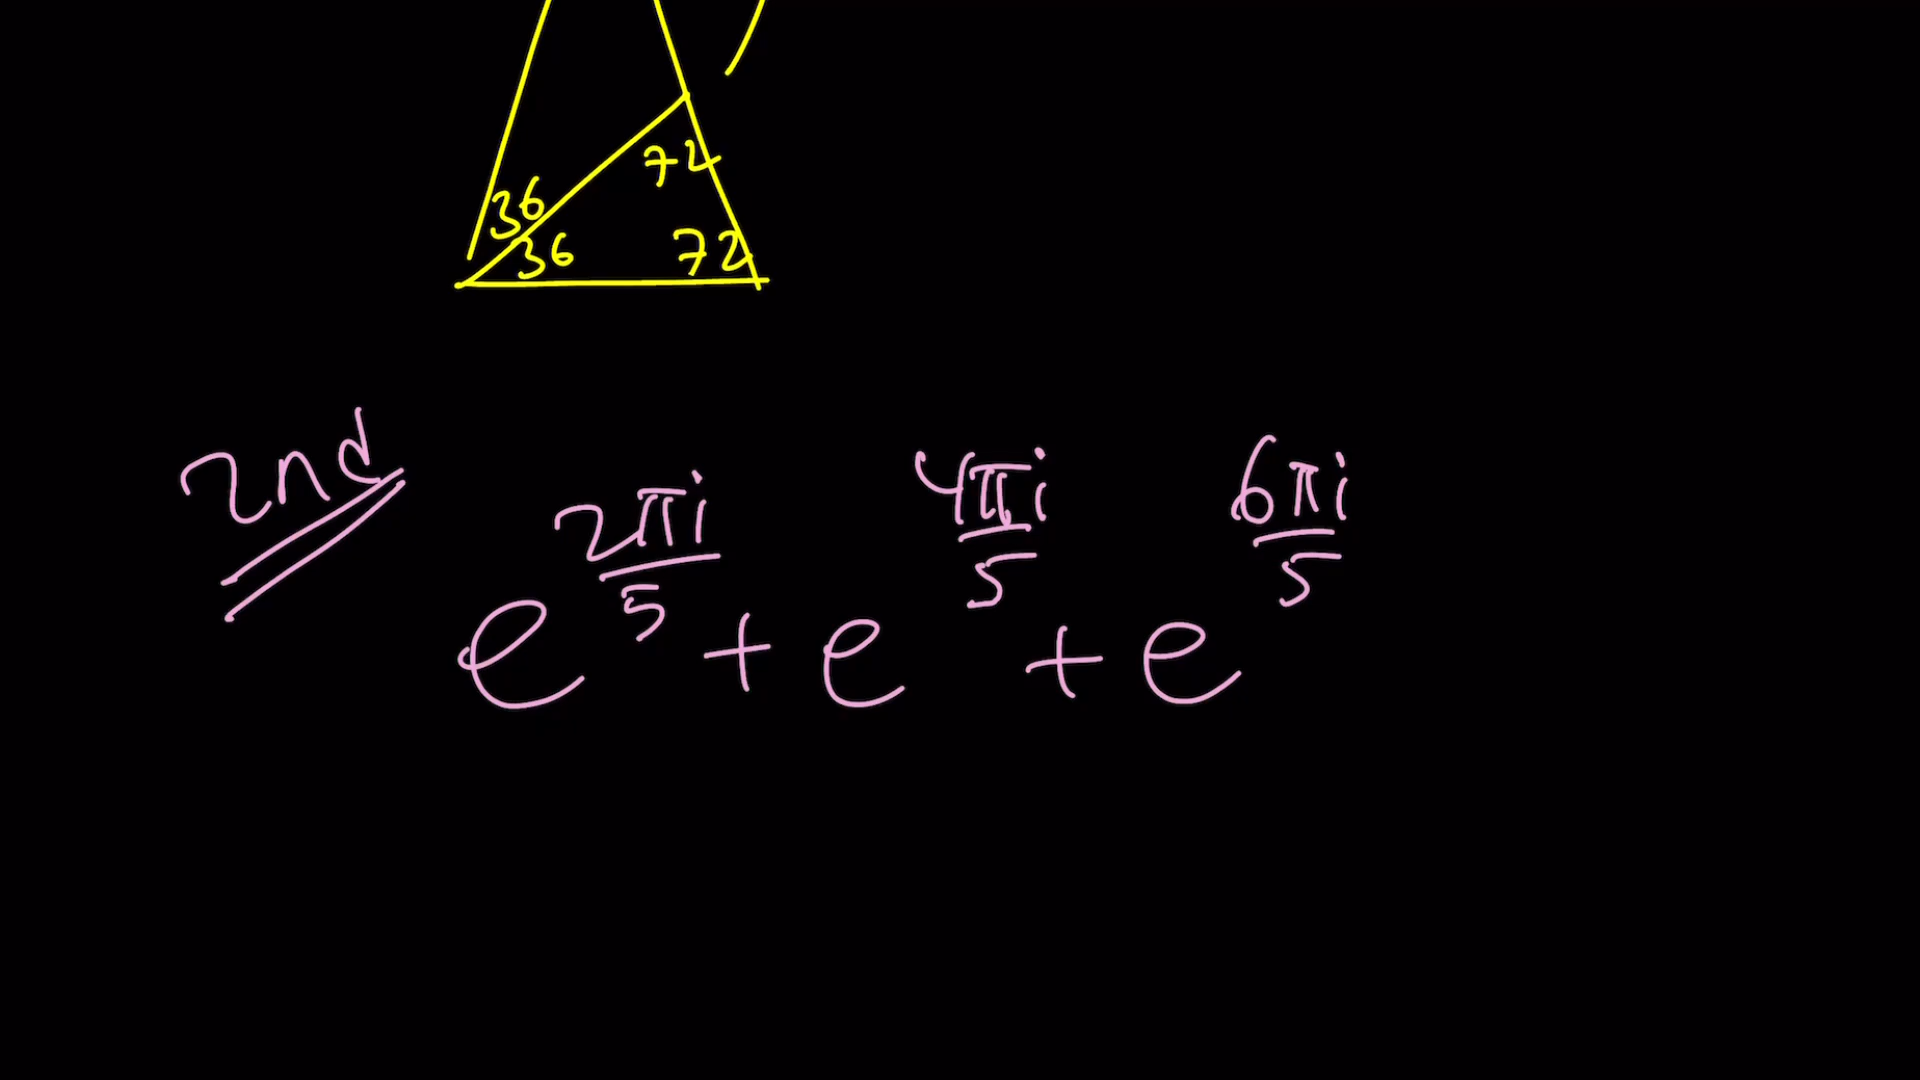 72
36
36 72
2nd
e^(2πi/5) + e^(4πi/5) + e^(6πi/5)